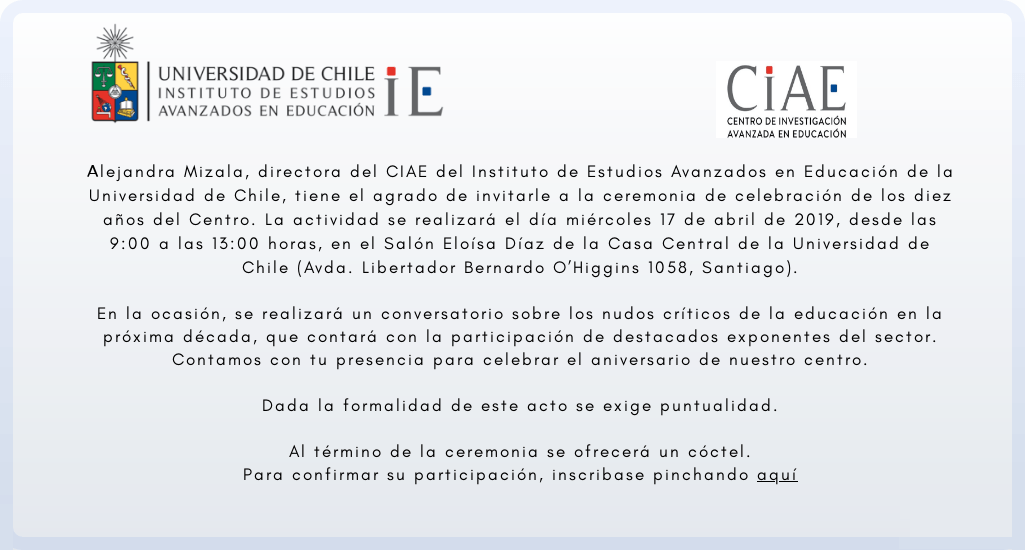 UNIVERSIDAD DE CHILE
INSTITUTO DE ESTUDIOS
AVANZADOS EN EDUCACIÓN
iE
CiAE
CENTRO DE INVESTIGACIÓN
AVANZADA EN EDUCACIÓN
Alejandra Mizala, directora del CIAE del Instituto de Estudios Avanzados en Educación de la
Universidad de Chile, tiene el agrado de invitarle a la ceremonia de celebración de los diez
años del Centro. La actividad se realizará el día miércoles 17 de abril de 2019, desde las
9:00 a las 13:00 horas, en el Salón Eloísa Díaz de la Casa Central de la Universidad de
Chile (Avda. Libertador Bernardo O’Higgins 1058, Santiago).
En la ocasión, se realizará un conversatorio sobre los nudos críticos de la educación en la
próxima década, que contará con la participación de destacados exponentes del sector.
Contamos con tu presencia para celebrar el aniversario de nuestro centro.
Dada la formalidad de este acto se exige puntualidad.
Al término de la ceremonia se ofrecerá un cóctel.
Para confirmar su participación, inscribase pinchando aquí